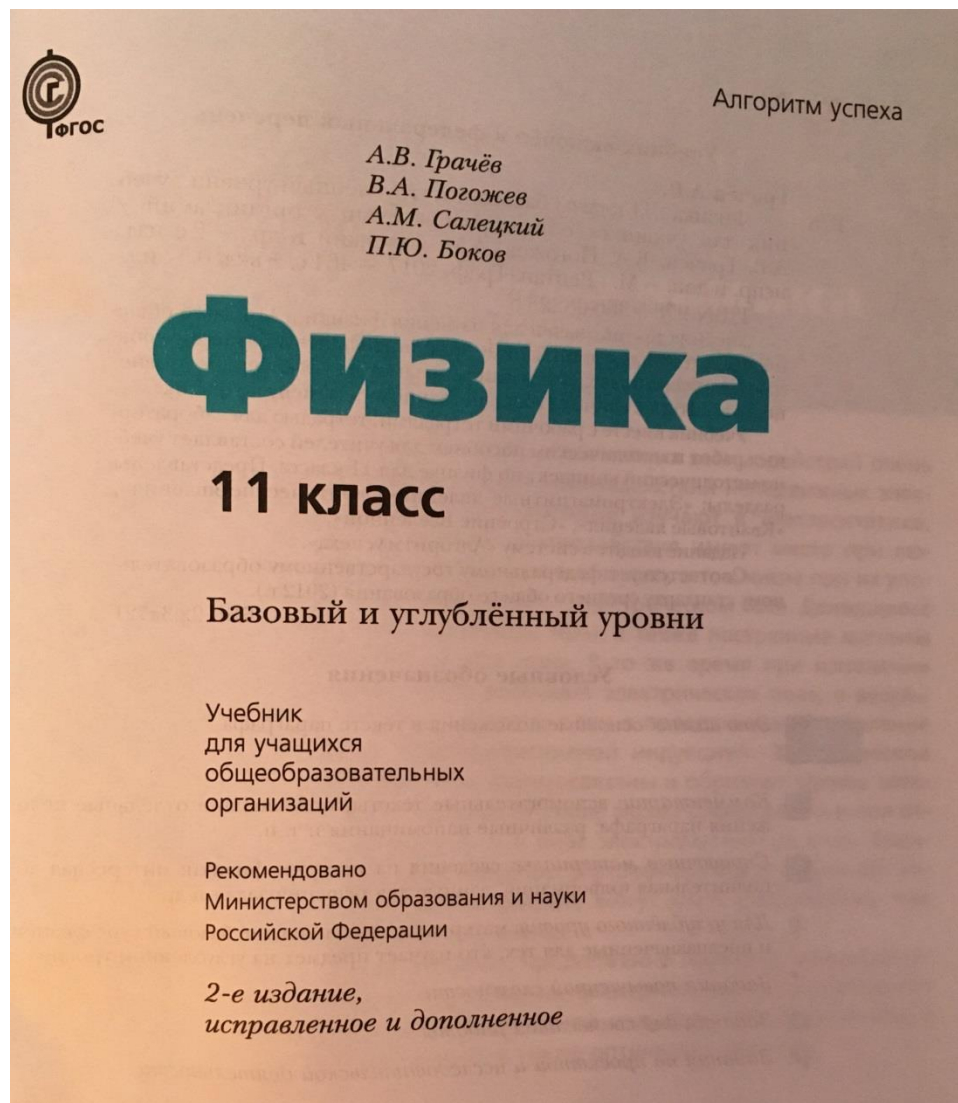 ФГОС
Алгоритм успеха
А.В. Грачёв
В.А. Погожев
А.М. Салецкий
П.Ю. Боков
Физика
11 класс
Базовый и углублённый уровни
Учебник
для учащихся
общеобразовательных
организаций
Рекомендовано
Министерством образования и науки
Российской Федерации
2-е издание,
исправленное и дополненное